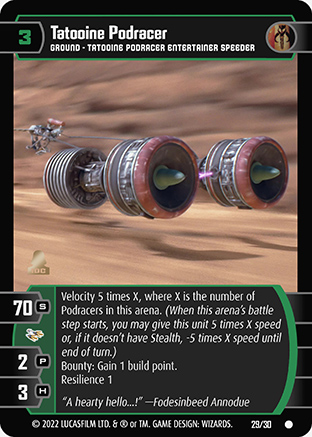 3
Tatooine Podracer
GROUND - TATOOINE PODRACER ENTERTAINER SPEEDER
70 S
2 P
3 H
Velocity 5 times X, where X is the number of
Podracers in this arena. (When this arena's battle
step starts, you may give this unit 5 times X speed
or, if it doesn't have Stealth, -5 times X speed until
end of turn.)
Bounty: Gain 1 build point.
Resilience 1
"A hearty hello...!" —Fodesinbeed Annodue
© 2022 LUCASFILM LTD. & ® or TM. GAME DESIGN: WIZARDS.
29/30